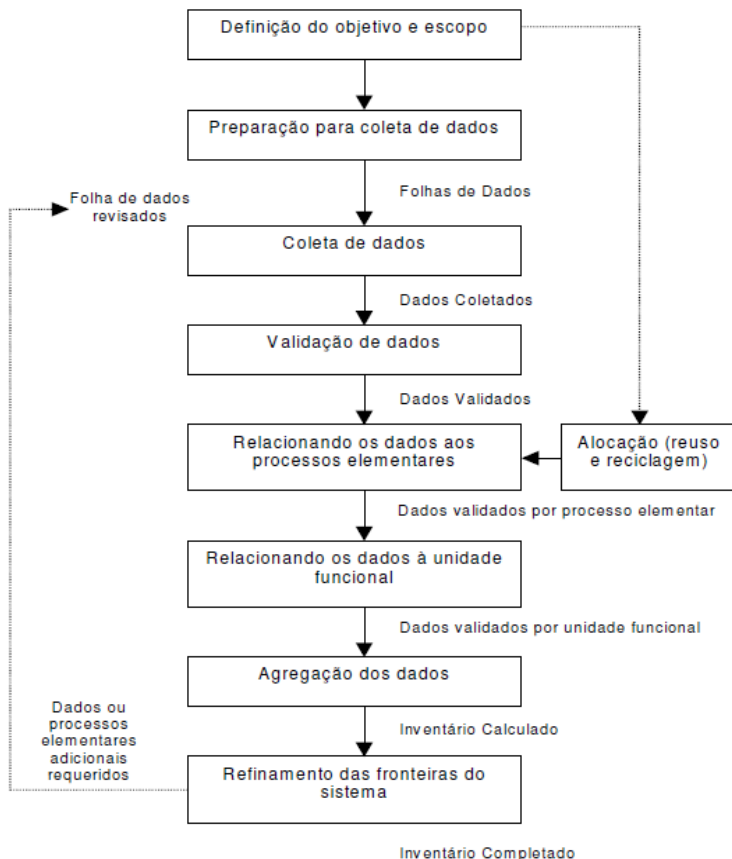 Definição do objetivo e escopo
Preparação para coleta de dados
Folhas de Dados
Folha de dados
revisados
Coleta de dados
Dados Coletados
Validação de dados
Dados Validados
Relacionando os dados aos
processos elementares
Alocação (reuso
e reciclagem)
Dados validados por processo elementar
Relacionando os dados à unidade
funcional
Dados validados por unidade funcional
Agregação dos dados
Inventário Calculado
Dados ou
processos
elementares
adicionais
requeridos
Refinamento das fronteiras do
sistema
Inventário Completado